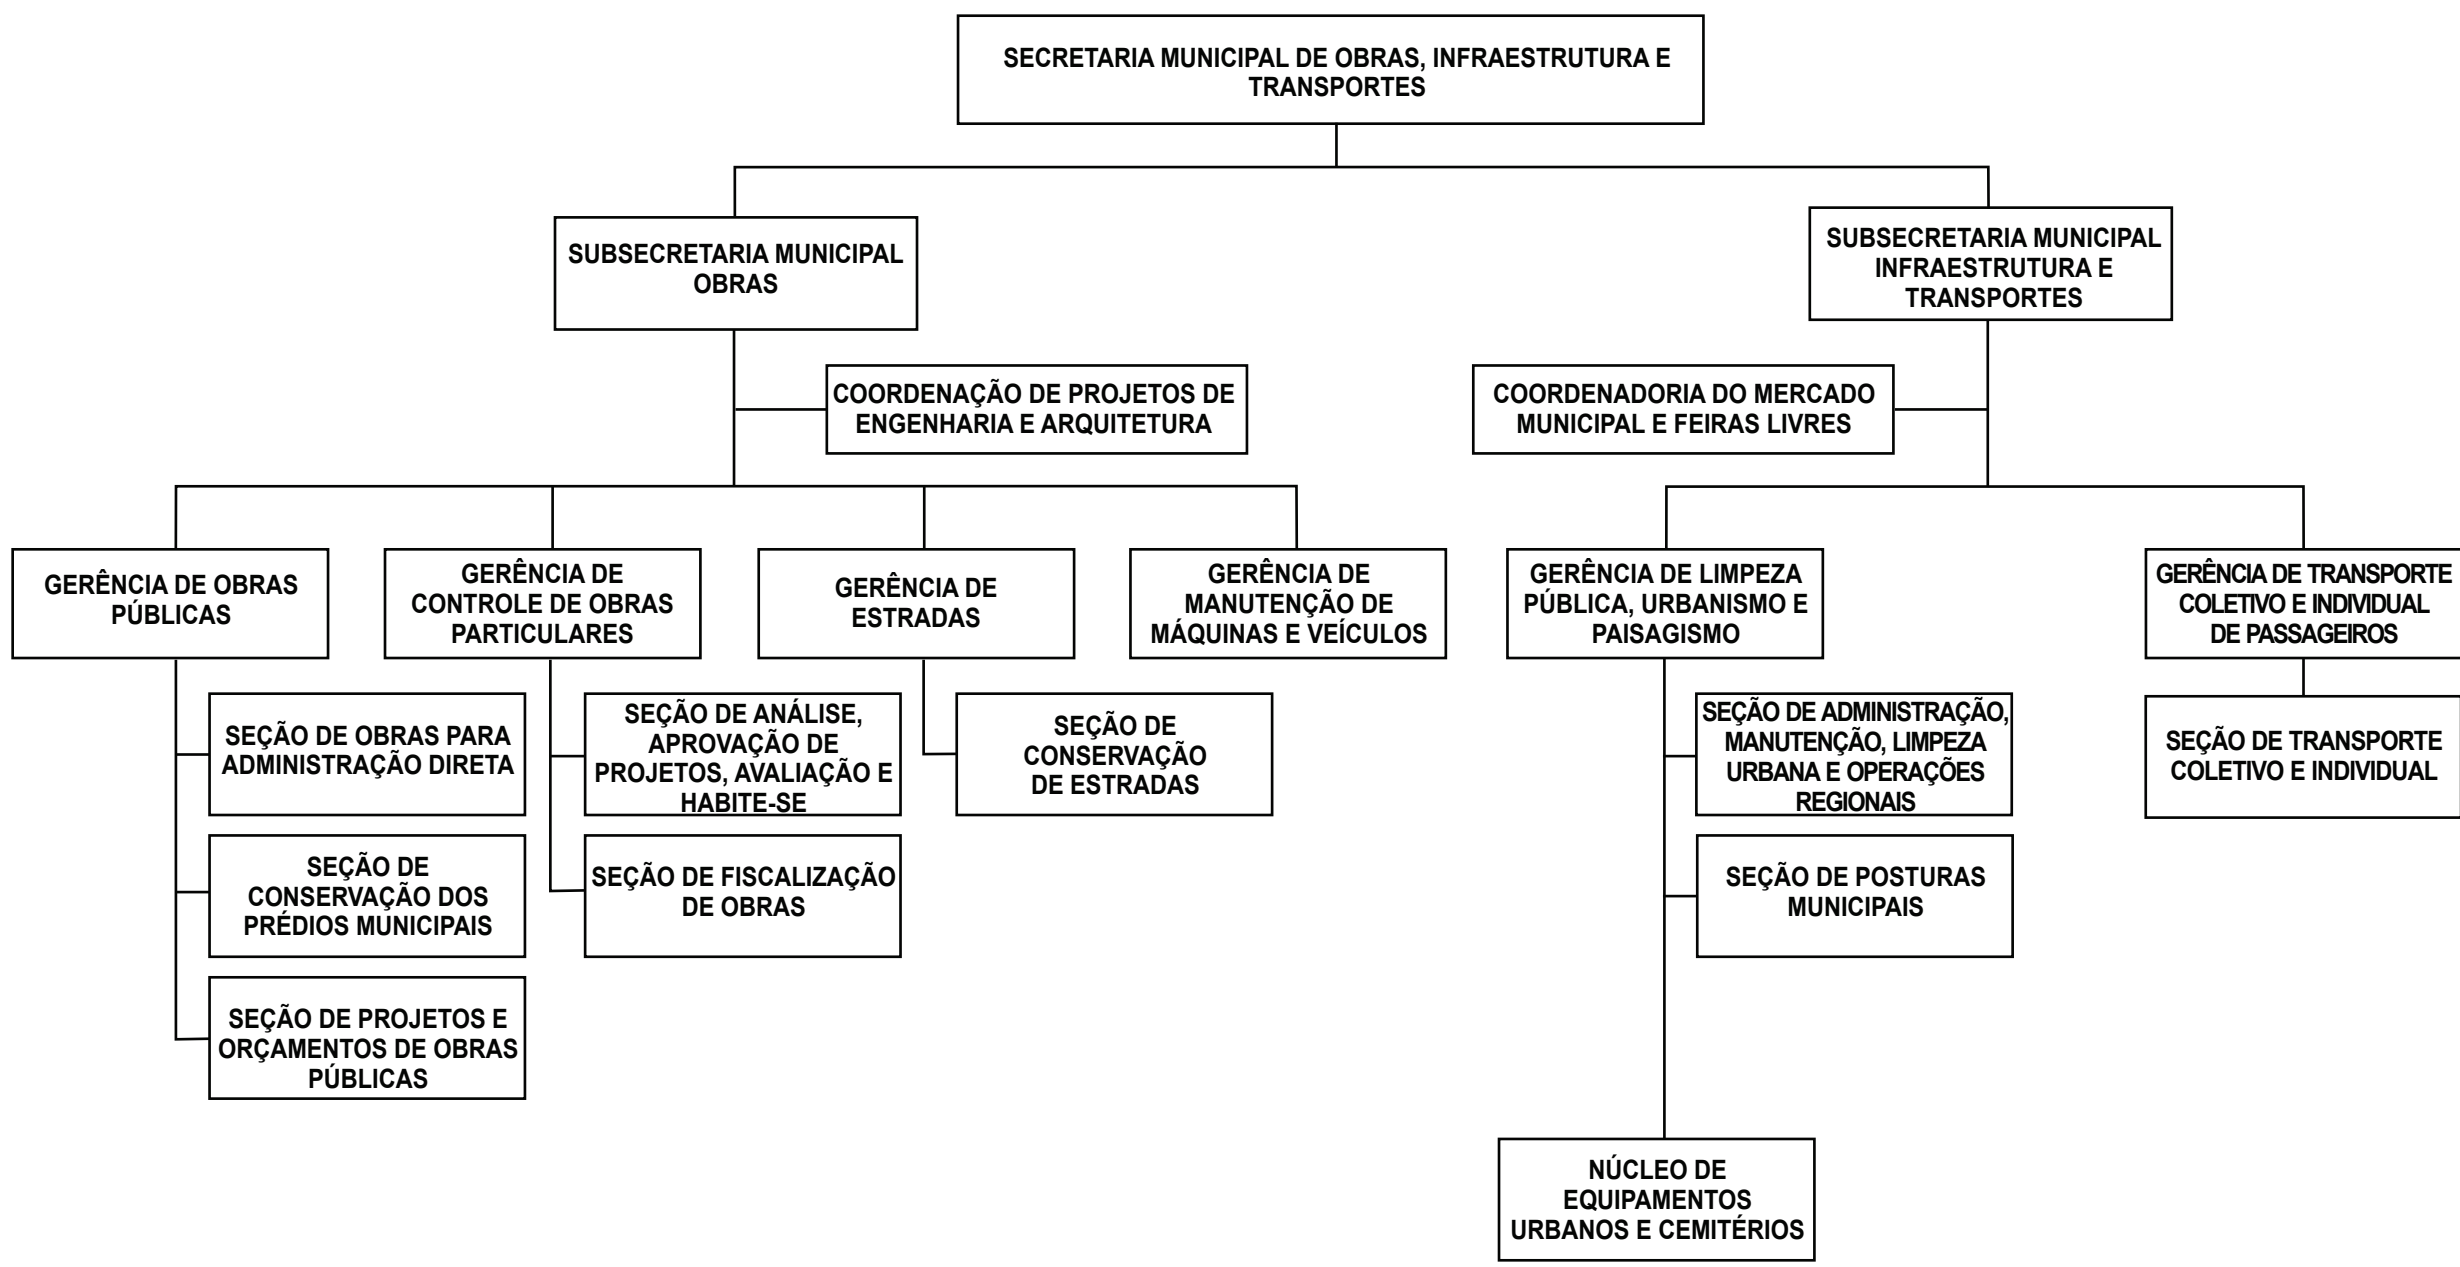 SECRETARIA MUNICIPAL DE OBRAS, INFRAESTRUTURA E
TRANSPORTES
SUBSECRETARIA MUNICIPAL
OBRAS
SUBSECRETARIA MUNICIPAL
INFRAESTRUTURA E
TRANSPORTES
COORDENAÇÃO DE PROJETOS DE
ENGENHARIA E ARQUITETURA
COORDENADORIA DO MERCADO
MUNICIPAL E FEIRAS LIVRES
GERÊNCIA DE OBRAS
PÚBLICAS
GERÊNCIA DE
CONTROLE DE OBRAS
PARTICULARES
GERÊNCIA DE
ESTRADAS
GERÊNCIA DE
MANUTENÇÃO DE
MÁQUINAS E VEÍCULOS
GERÊNCIA DE LIMPEZA
PÚBLICA, URBANISMO E
PAISAGISMO
GERÊNCIA DE TRANSPORTE
COLETIVO E INDIVIDUAL
DE PASSAGEIROS
SEÇÃO DE OBRAS PARA
ADMINISTRAÇÃO DIRETA
SEÇÃO DE ANÁLISE,
APROVAÇÃO DE
PROJETOS, AVALIAÇÃO E
HABITE-SE
SEÇÃO DE
CONSERVAÇÃO
DE ESTRADAS
SEÇÃO DE ADMINISTRAÇÃO,
MANUTENÇÃO, LIMPEZA
URBANA E OPERAÇÕES
REGIONAIS
SEÇÃO DE TRANSPORTE
COLETIVO E INDIVIDUAL
SEÇÃO DE
CONSERVAÇÃO DOS
PRÉDIOS MUNICIPAIS
SEÇÃO DE FISCALIZAÇÃO
DE OBRAS
SEÇÃO DE POSTURAS
MUNICIPAIS
SEÇÃO DE PROJETOS E
ORÇAMENTOS DE OBRAS
PÚBLICAS
NÚCLEO DE
EQUIPAMENTOS
URBANOS E CEMITÉRIOS